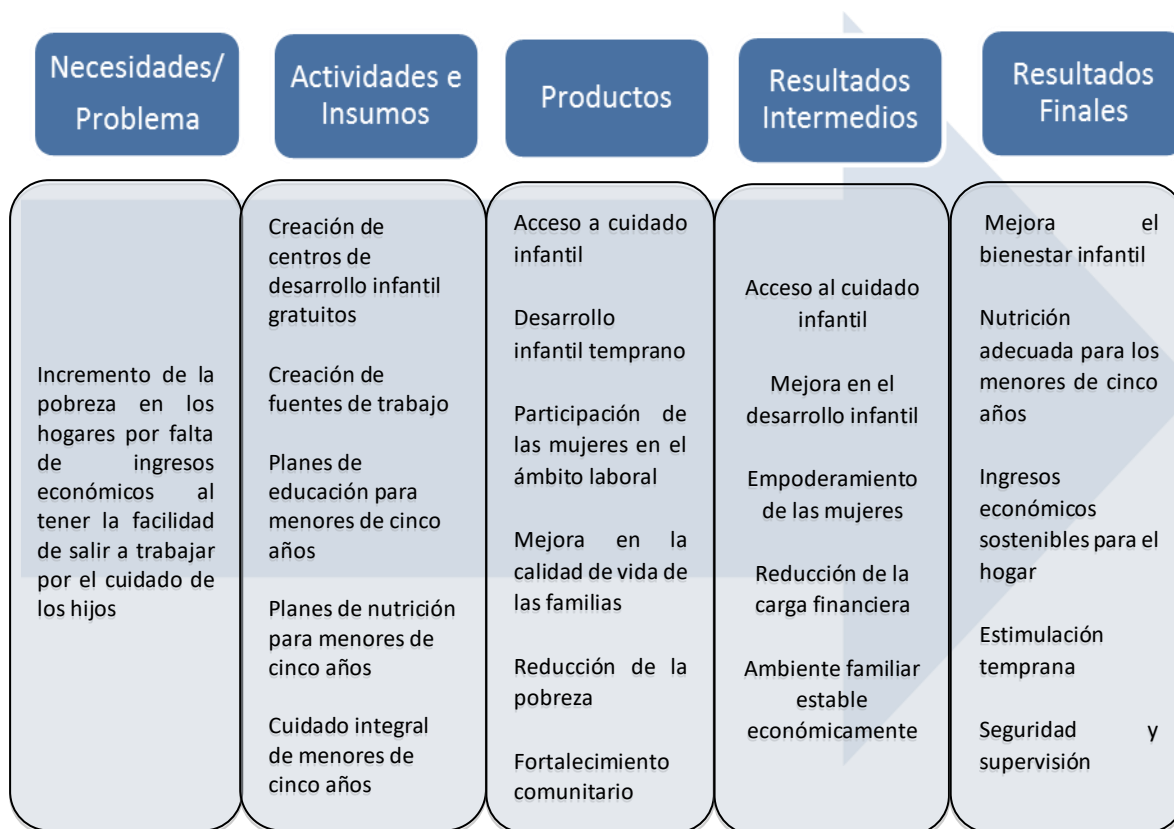 Necesidades/
Problema
Actividades e
Insumos
Productos
Resultados
Intermedios
Resultados
Finales
Incremento de la
pobreza en los
hogares por falta
de ingresos
económicos al
tener la facilidad
de salir a trabajar
por el cuidado de
los hijos
Creación de
centros de
desarrollo infantil
gratuitos
Creación de
fuentes de trabajo
Planes de
educación para
menores de cinco
años
Planes de nutrición
para menores de
cinco años
Cuidado integral
de menores de
cinco años
Acceso a cuidado
infantil
Desarrollo
infantil temprano
Participación de
las mujeres en el
ámbito laboral
Mejora en la
calidad de vida de
las familias
Reducción de la
pobreza
Fortalecimiento
comunitario
Acceso al cuidado
infantil
Mejora en el
desarrollo infantil
Empoderamiento
de las mujeres
Reducción de la
carga financiera
Ambiente familiar
estable
económicamente
Mejora el
bienestar infantil
Nutrición
adecuada para los
menores de cinco
años
Ingresos
económicos
sostenibles para el
hogar
Estimulación
temprana
Seguridad y
supervisión